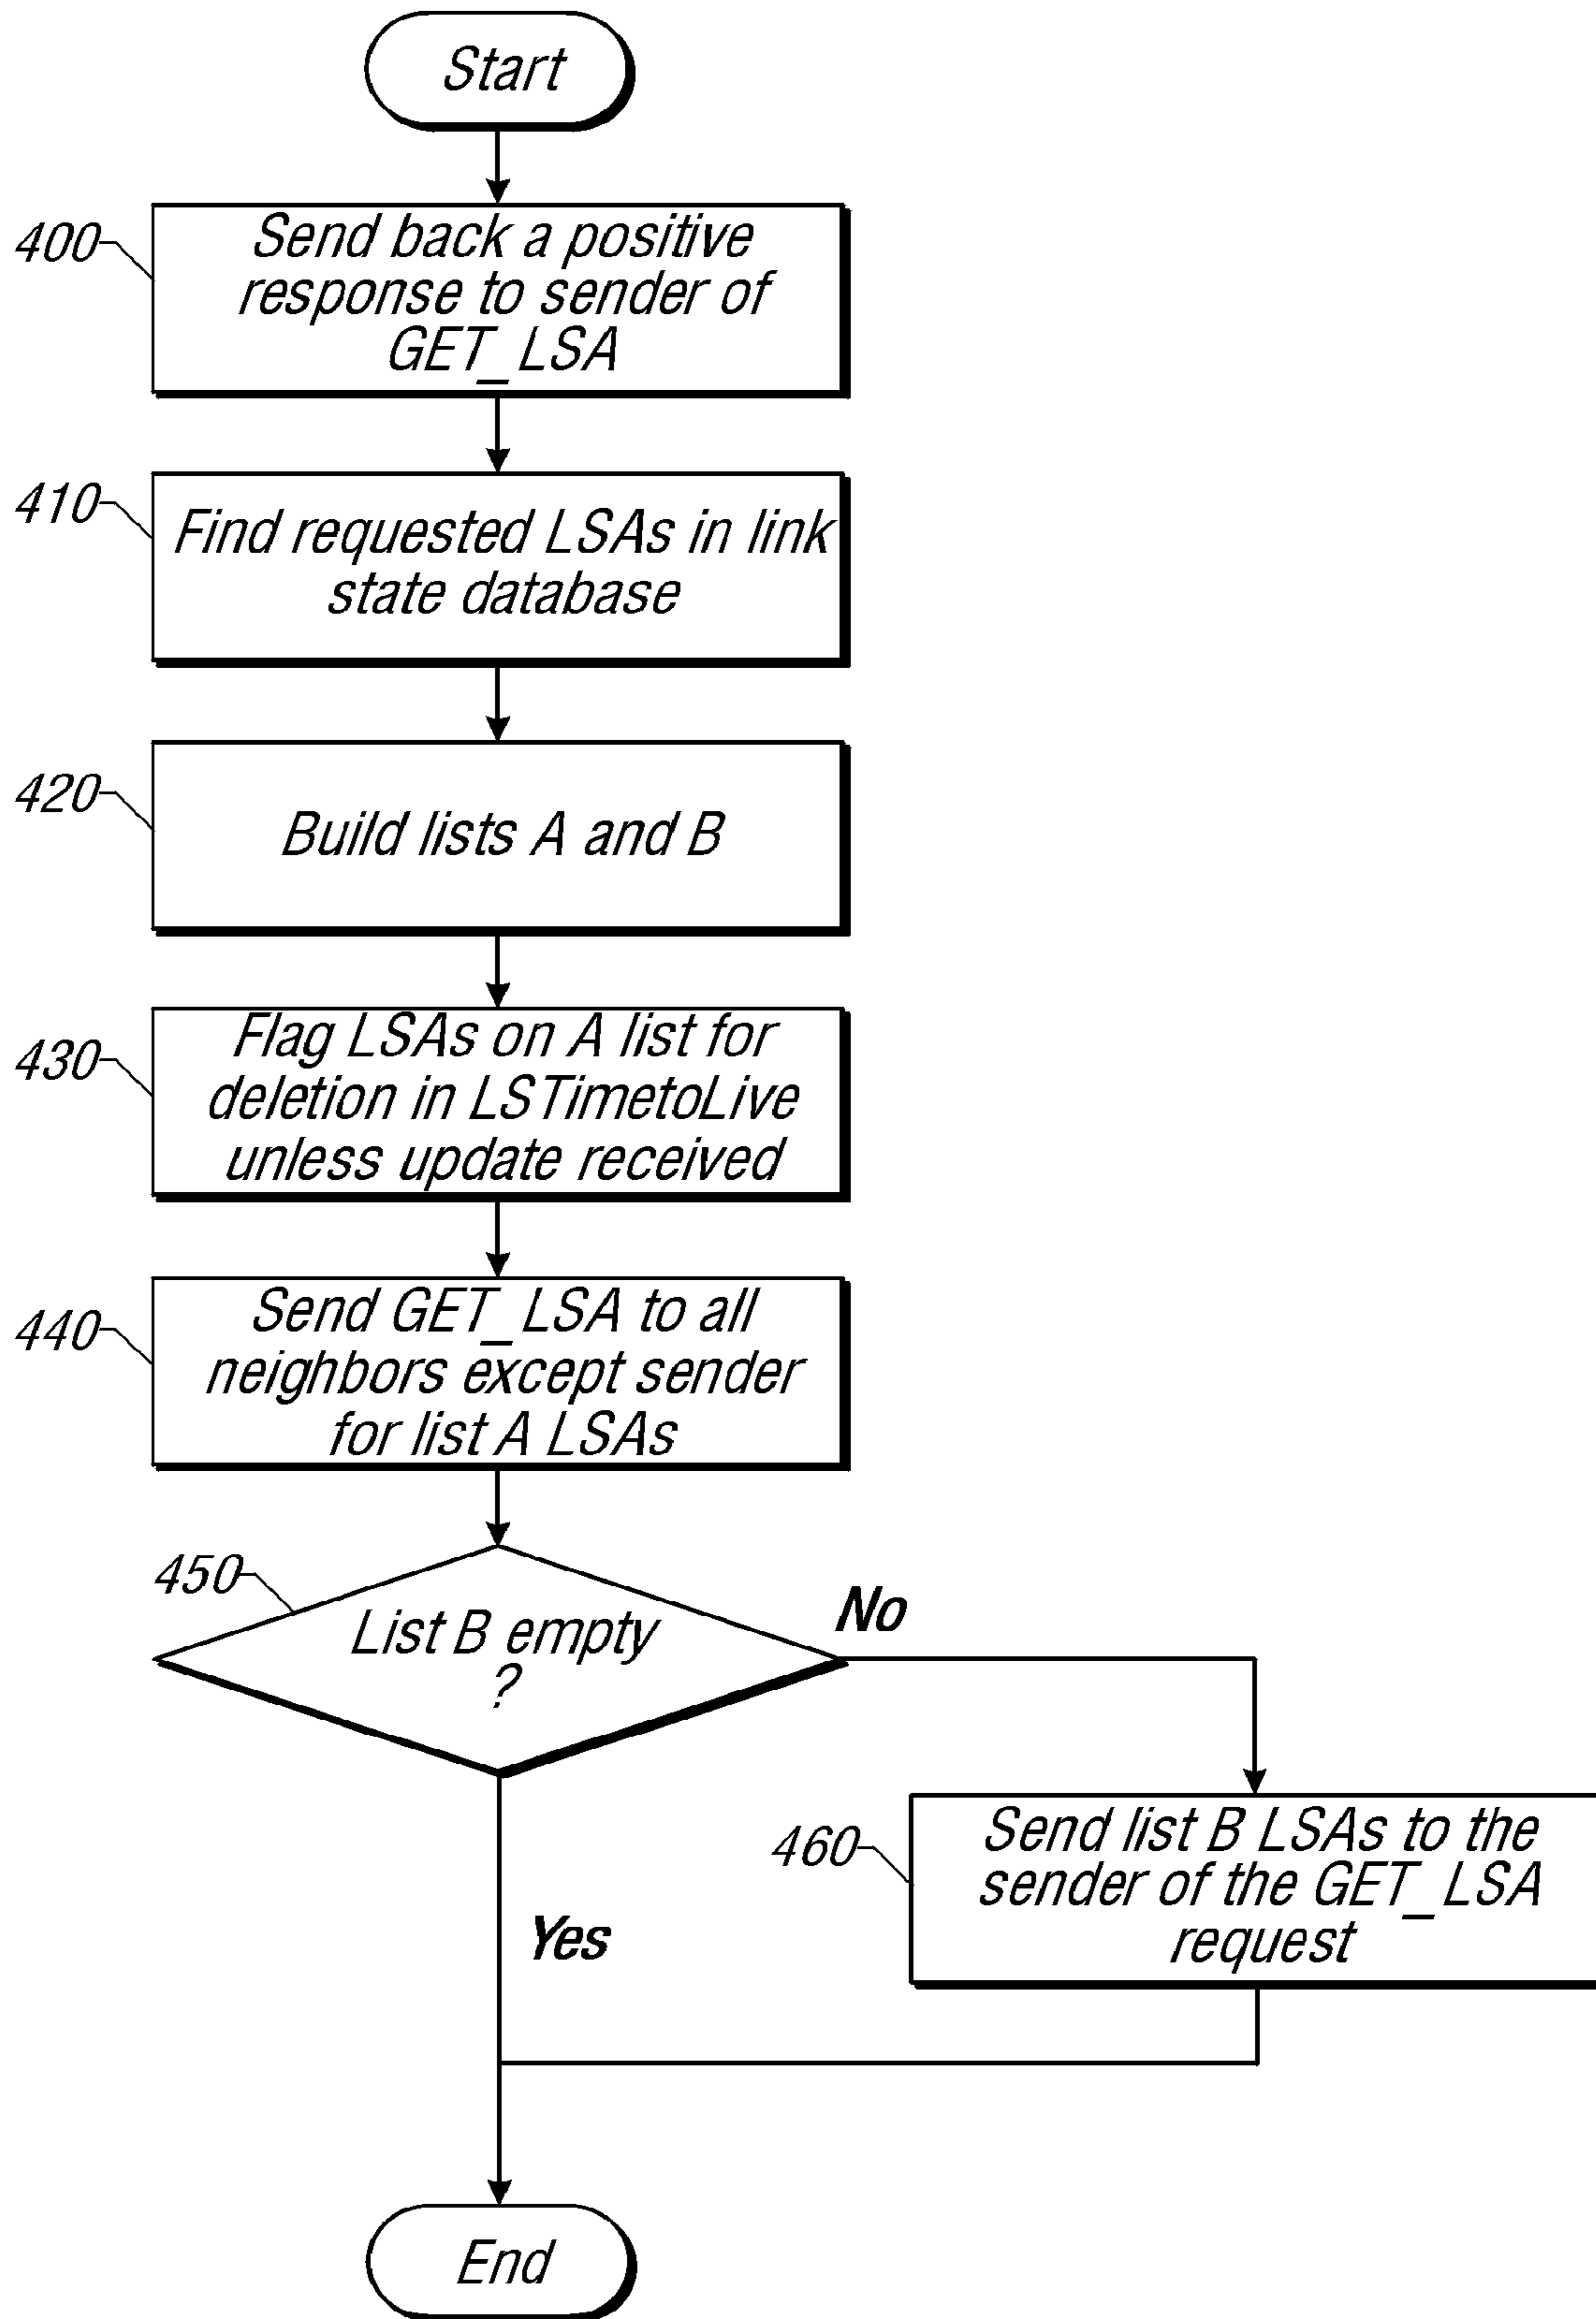 Start
400
Send back a positive
response to sender of
GET_LSA
410
Find requested LSAs in link
state database
420
Build lists A and B
430
Flag LSAs on A list for
deletion in LSTimetoLive
unless update received
440
Send GET_LSA to all
neighbors except sender
for list A LSAs
450
List B empty
?
No
Yes
460
Send list B LSAs to the
sender of the GET_LSA
request
End